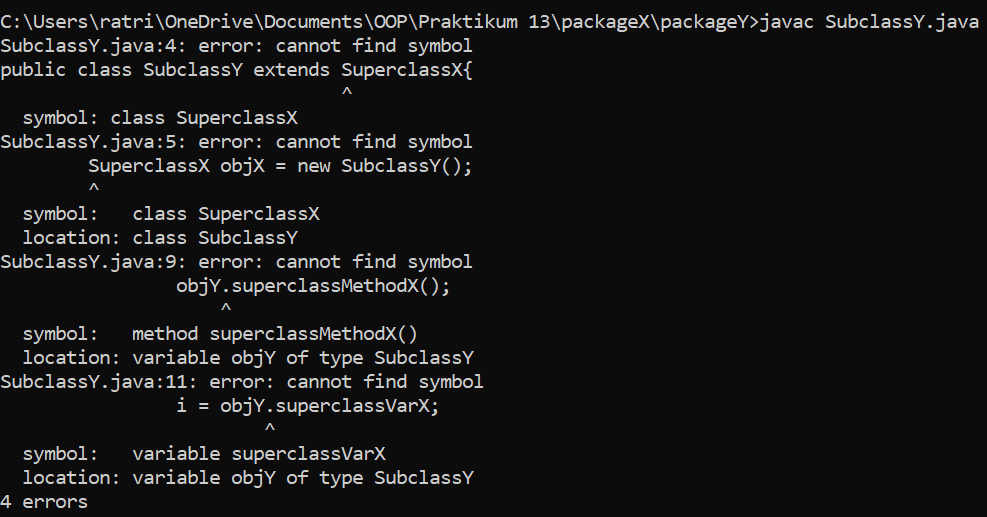 C:\Users\ratri\OneDrive\Documents\OOP\Praktikum 13\packageX\packageY>javac SubclassY.java
SubclassY.java:4: error: cannot find symbol
public class SubclassY extends SuperclassX{
^
symbol: class SuperclassX
SubclassY.java:5: error: cannot find symbol
SuperclassX objX = new SubclassY();
^
symbol:   class SuperclassX
location: class SubclassY
SubclassY.java:9: error: cannot find symbol
objY.superclassMethodX();
^
symbol:   method superclassMethodX()
location: variable objY of type SubclassY
SubclassY.java:11: error: cannot find symbol
i = objY.superclassVarX;
^
symbol:   variable superclassVarX
location: variable objY of type SubclassY
4 errors